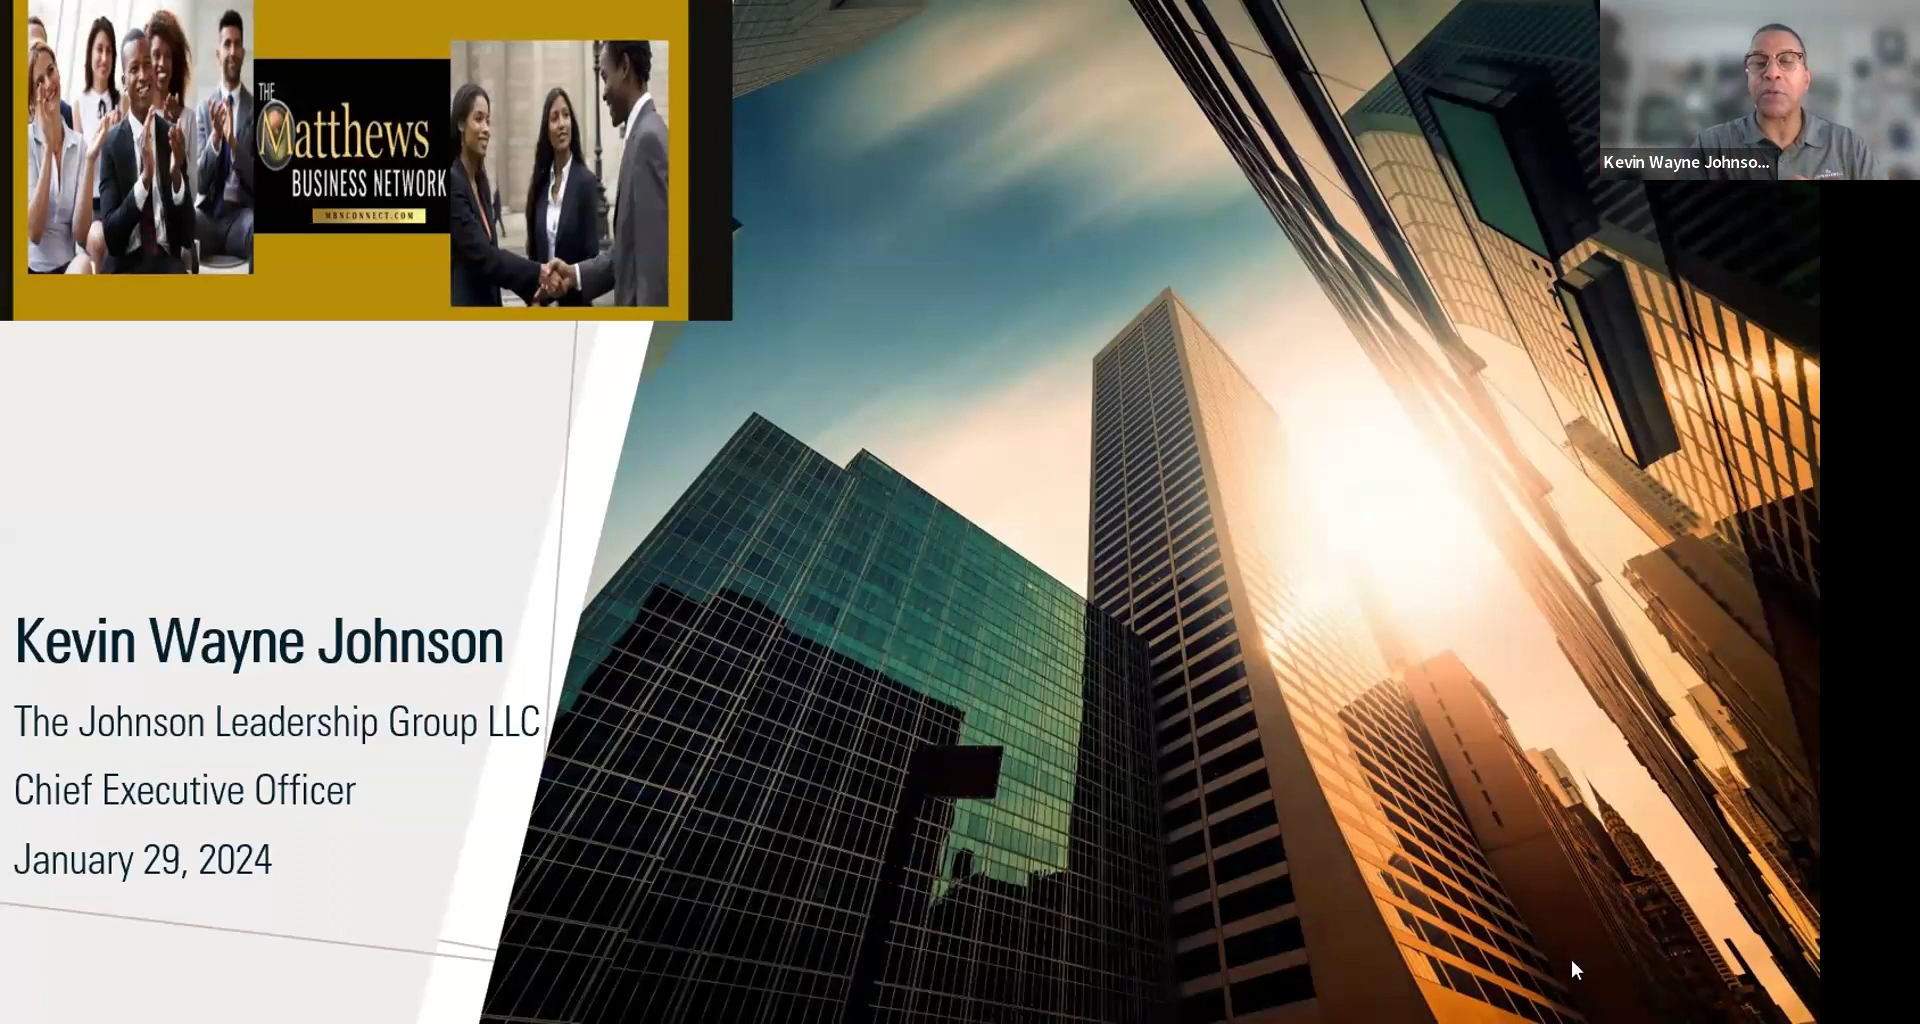 THE
Matthews
BUSINESS NETWORK
MBNCONNECT.COM
Kevin Wayne Johnso...
Kevin Wayne Johnson
The Johnson Leadership Group LLC
Chief Executive Officer
January 29, 2024